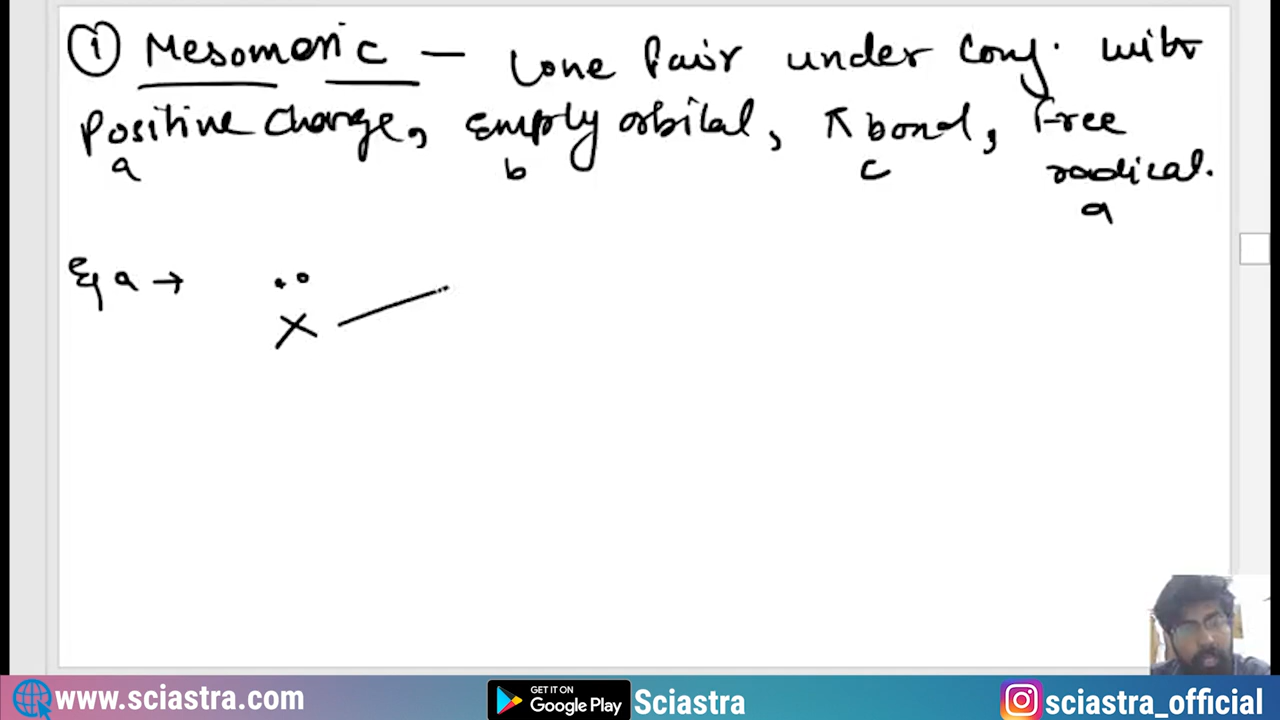 ① Mesomeric — Lone Pair under conj. with
Positive Charge, Empty orbital, π bond, Free
radical.
a b c a
Eg a →
X
www.sciastra.com
GET IT ON
Google Play
Sciastra
sciastra_official